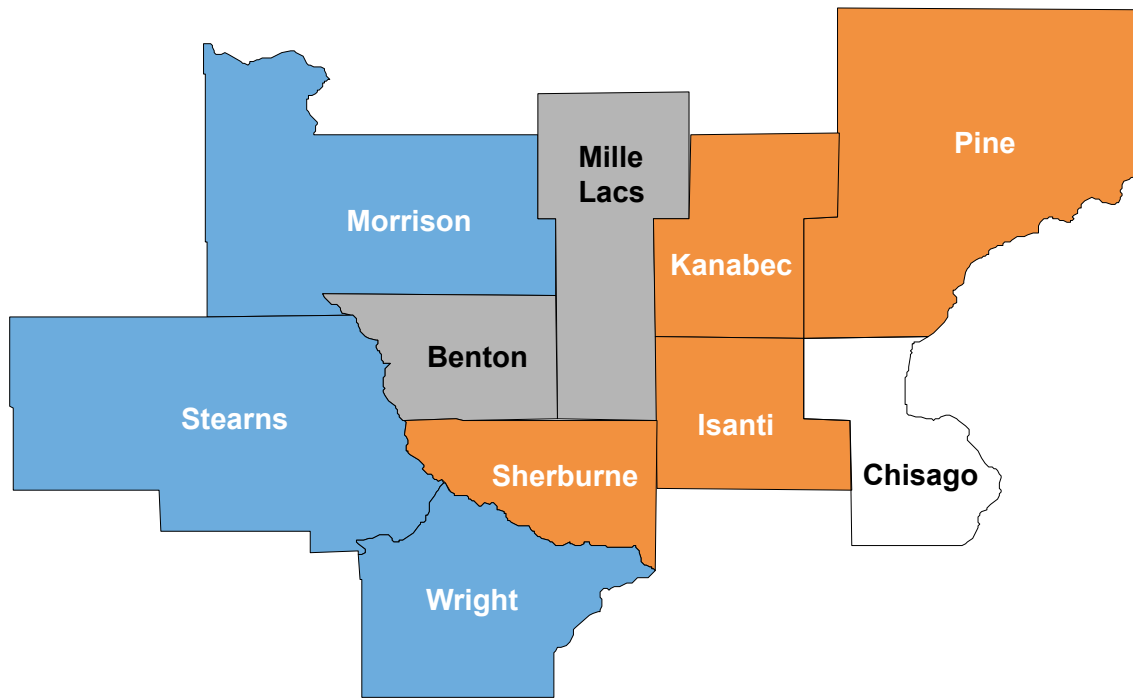 Pine
Mille
Lacs
Morrison
Kanabec
Benton
Stearns
Isanti
Sherburne
Chisago
Wright